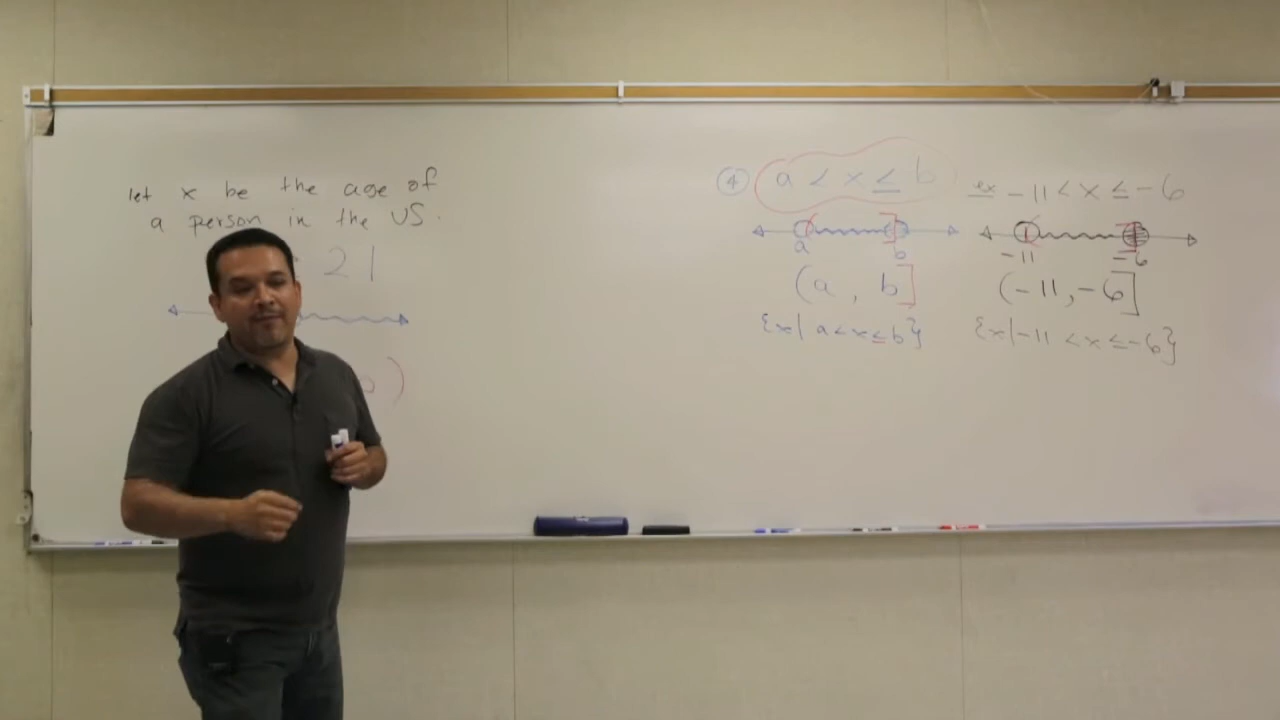 let x be the age of
a person in the US.
21
)
④ a < x ≤ b
a b
(a, b]
{x| a<x≤b}
ex -11 < x ≤ -6
-11 -6
(-11, -6]
{x|-11 < x ≤ -6}